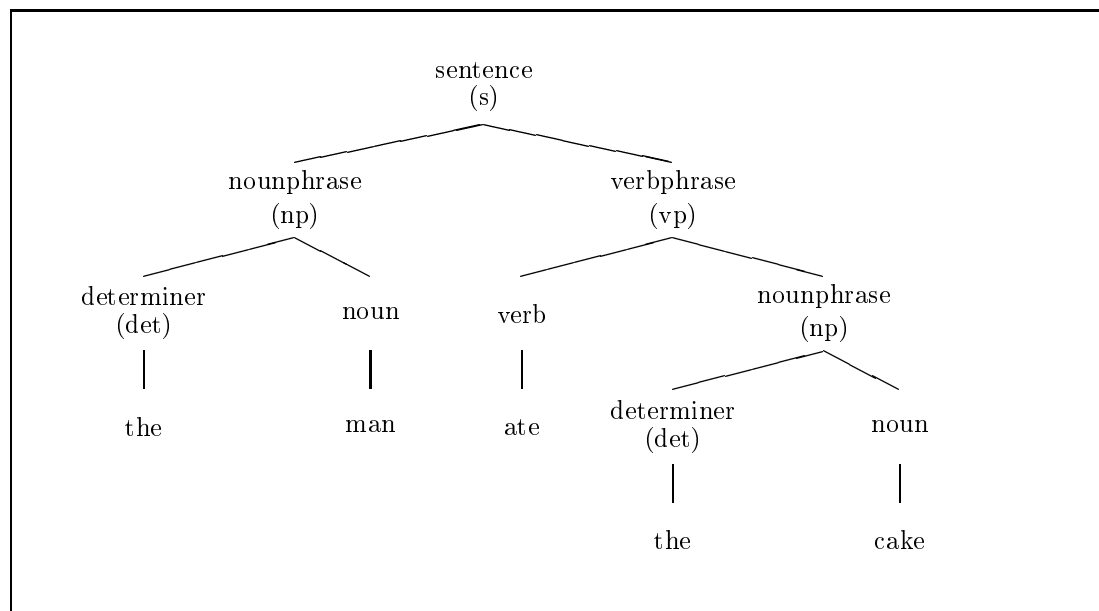 sentence
(s)
nounphrase verbphrase
(np) (vp)
determiner noun verb nounphrase
(det) (np)
the man ate determiner noun
(det)
the cake